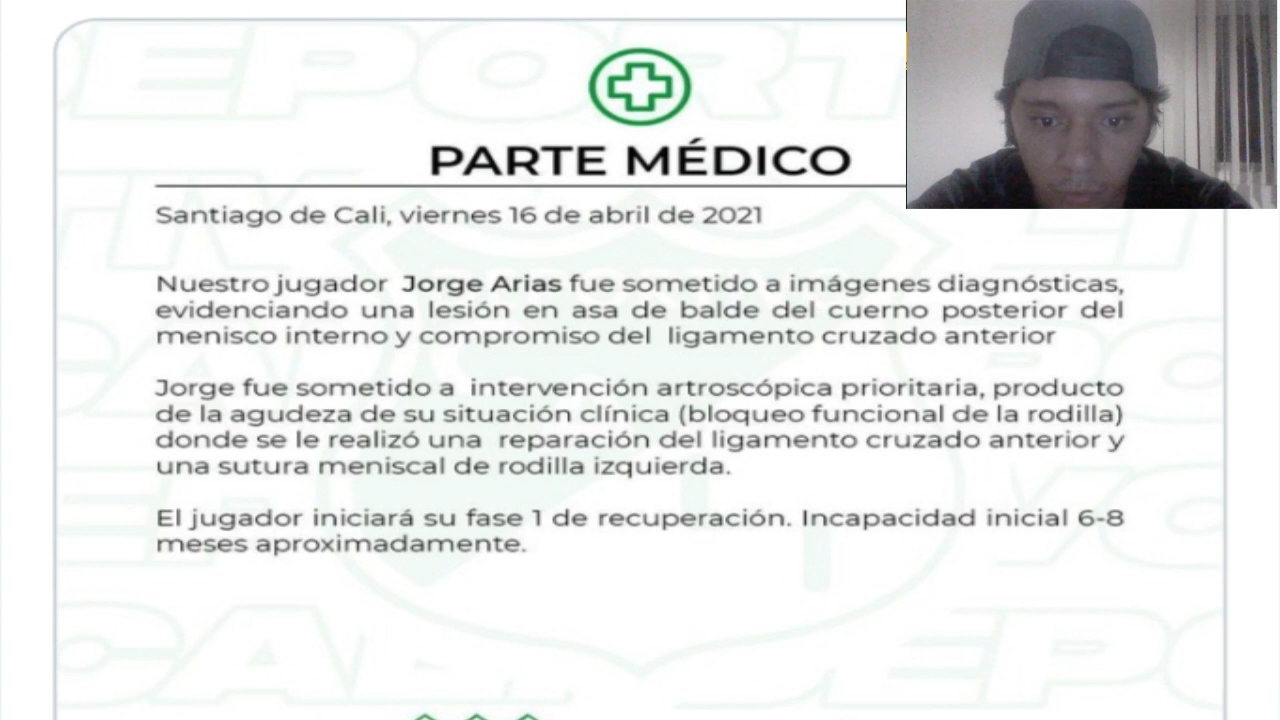 PARTE MÉDICO
Santiago de Cali, viernes 16 de abril de 2021
Nuestro jugador Jorge Arias fue sometido a imágenes diagnósticas,
evidenciando una lesión en asa de balde del cuerno posterior del
menisco interno y compromiso del ligamento cruzado anterior
Jorge fue sometido a intervención artroscópica prioritaria, producto
de la agudeza de su situación clínica (bloqueo funcional de la rodilla)
donde se le realizó una reparación del ligamento cruzado anterior y
una sutura meniscal de rodilla izquierda.
El jugador iniciará su fase 1 de recuperación. Incapacidad inicial 6-8
meses aproximadamente.